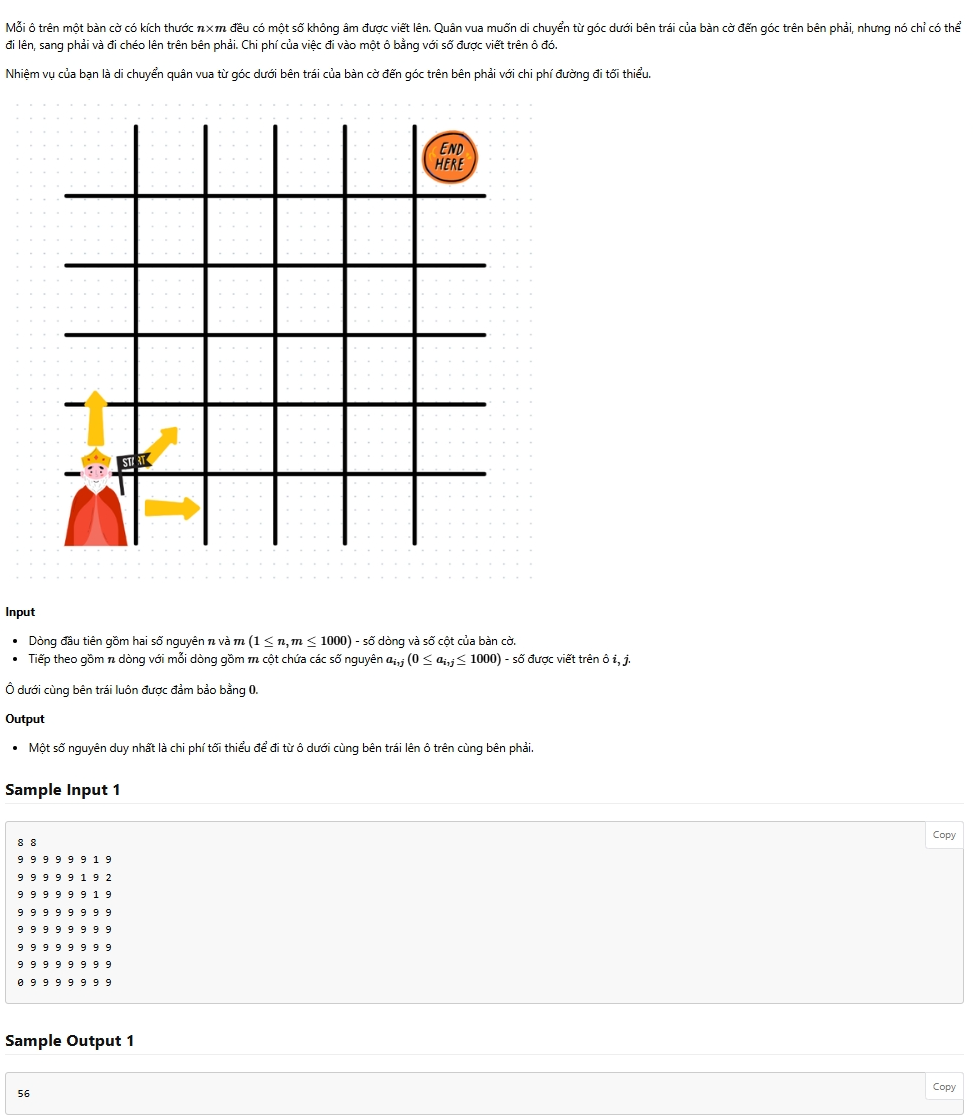 Mỗi ô trên một bàn cờ có kích thước n×m đều có một số không âm được viết lên. Quân vua muốn di chuyển từ góc dưới bên trái của bàn cờ đến góc trên bên phải, nhưng nó chỉ có thể
đi lên, sang phải và đi chéo lên trên bên phải. Chi phí của việc đi vào một ô bằng với số được viết trên ô đó.
Nhiệm vụ của bạn là di chuyển quân vua từ góc dưới bên trái của bàn cờ đến góc trên bên phải với chi phí đường đi tối thiểu.
END
HERE
START
Input
• Dòng đầu tiên gồm hai số nguyên n và m (1 ≤ n, m ≤ 1000) - số dòng và số cột của bàn cờ.
• Tiếp theo gồm n dòng với mỗi dòng gồm m cột chứa các số nguyên aᵢ,ⱼ (0 ≤ aᵢ,ⱼ ≤ 1000) - số được viết trên ô i, j.
Ô dưới cùng bên trái luôn được đảm bảo bằng 0.
Output
• Một số nguyên duy nhất là chi phí tối thiểu để đi từ ô dưới cùng bên trái lên ô trên cùng bên phải.
Sample Input 1
Copy
8 8
9 9 9 9 9 9 1 9
9 9 9 9 9 1 9 2
9 9 9 9 9 9 1 9
9 9 9 9 9 9 9 9
9 9 9 9 9 9 9 9
9 9 9 9 9 9 9 9
9 9 9 9 9 9 9 9
0 9 9 9 9 9 9 9
Sample Output 1
Copy
56